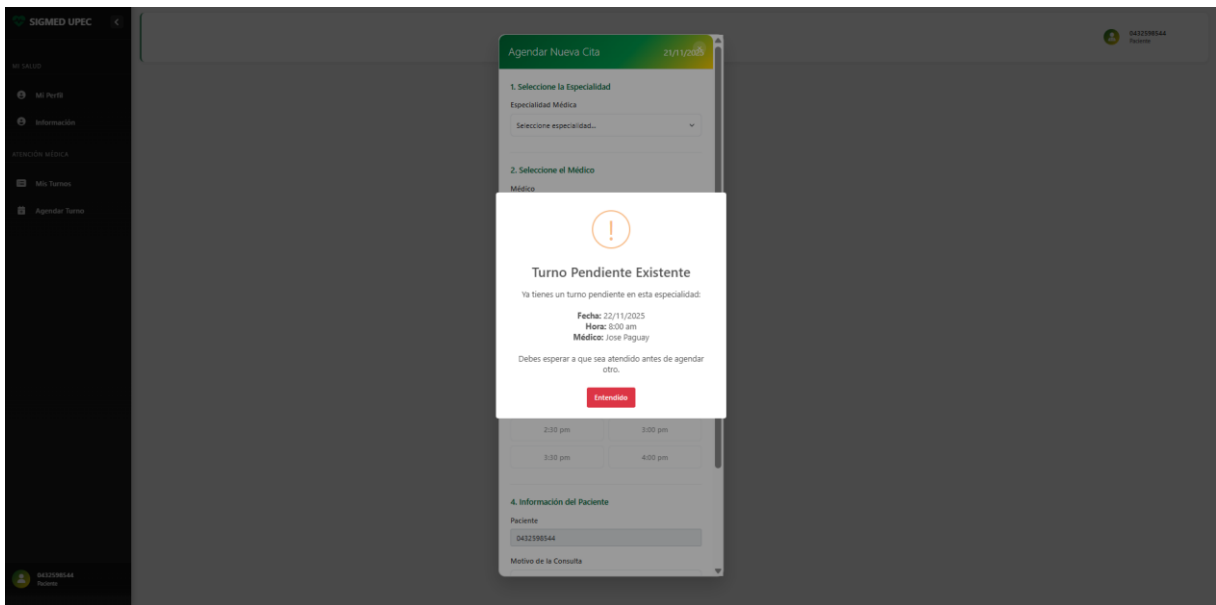 SIGMED UPEC
MI SALUD
Mi Perfil
Información
ATENCIÓN MÉDICA
Mis Turnos
Agendar Turno
0432598544
Paciente
0432598544
Paciente
Agendar Nueva Cita
21/11/2025
1. Seleccione la Especialidad
Especialidad Médica
Seleccione especialidad...
2. Seleccione el Médico
Médico
Turno Pendiente Existente
Ya tienes un turno pendiente en esta especialidad:
Fecha: 22/11/2025
Hora: 8:00 am
Médico: Jose Paguay
Debes esperar a que sea atendido antes de agendar
otro.
Entendido
2:30 pm
3:00 pm
3:30 pm
4:00 pm
4. Información del Paciente
Paciente
0432598544
Motivo de la Consulta